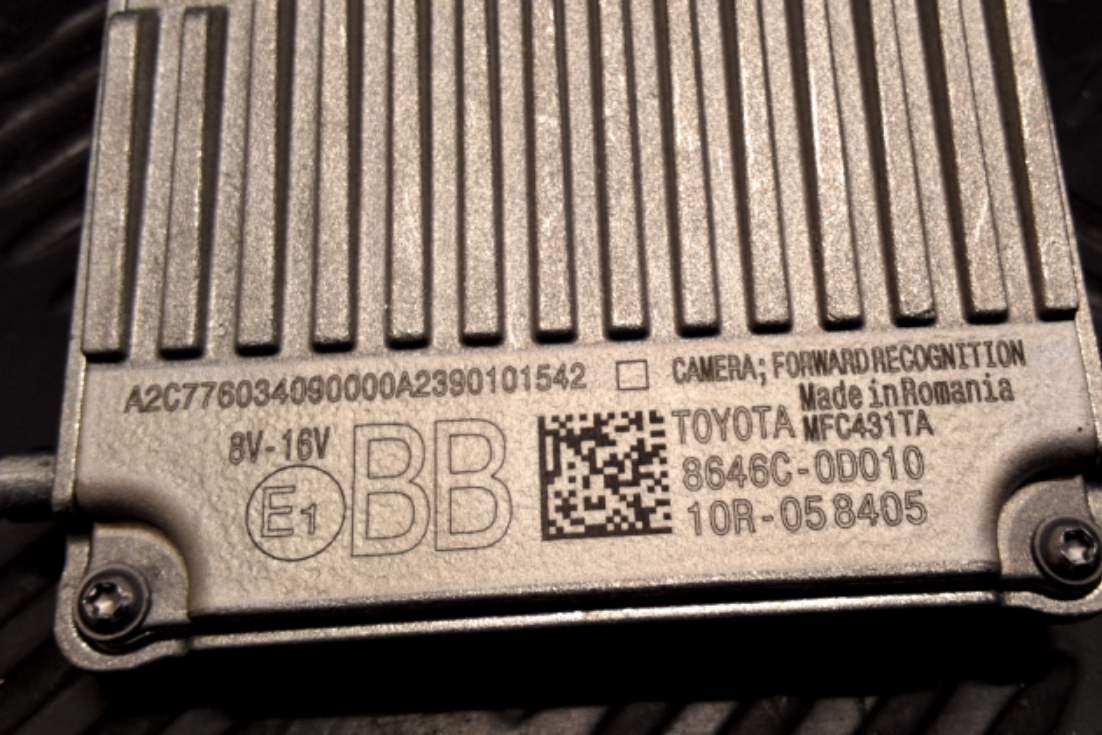 A2C776034090000A2390101542
CAMERA; FORWARD RECOGNITION
Made in Romania
8V-16V
TOYOTA MFC431TA
E1
BB
8646C-0D010
10R-058405